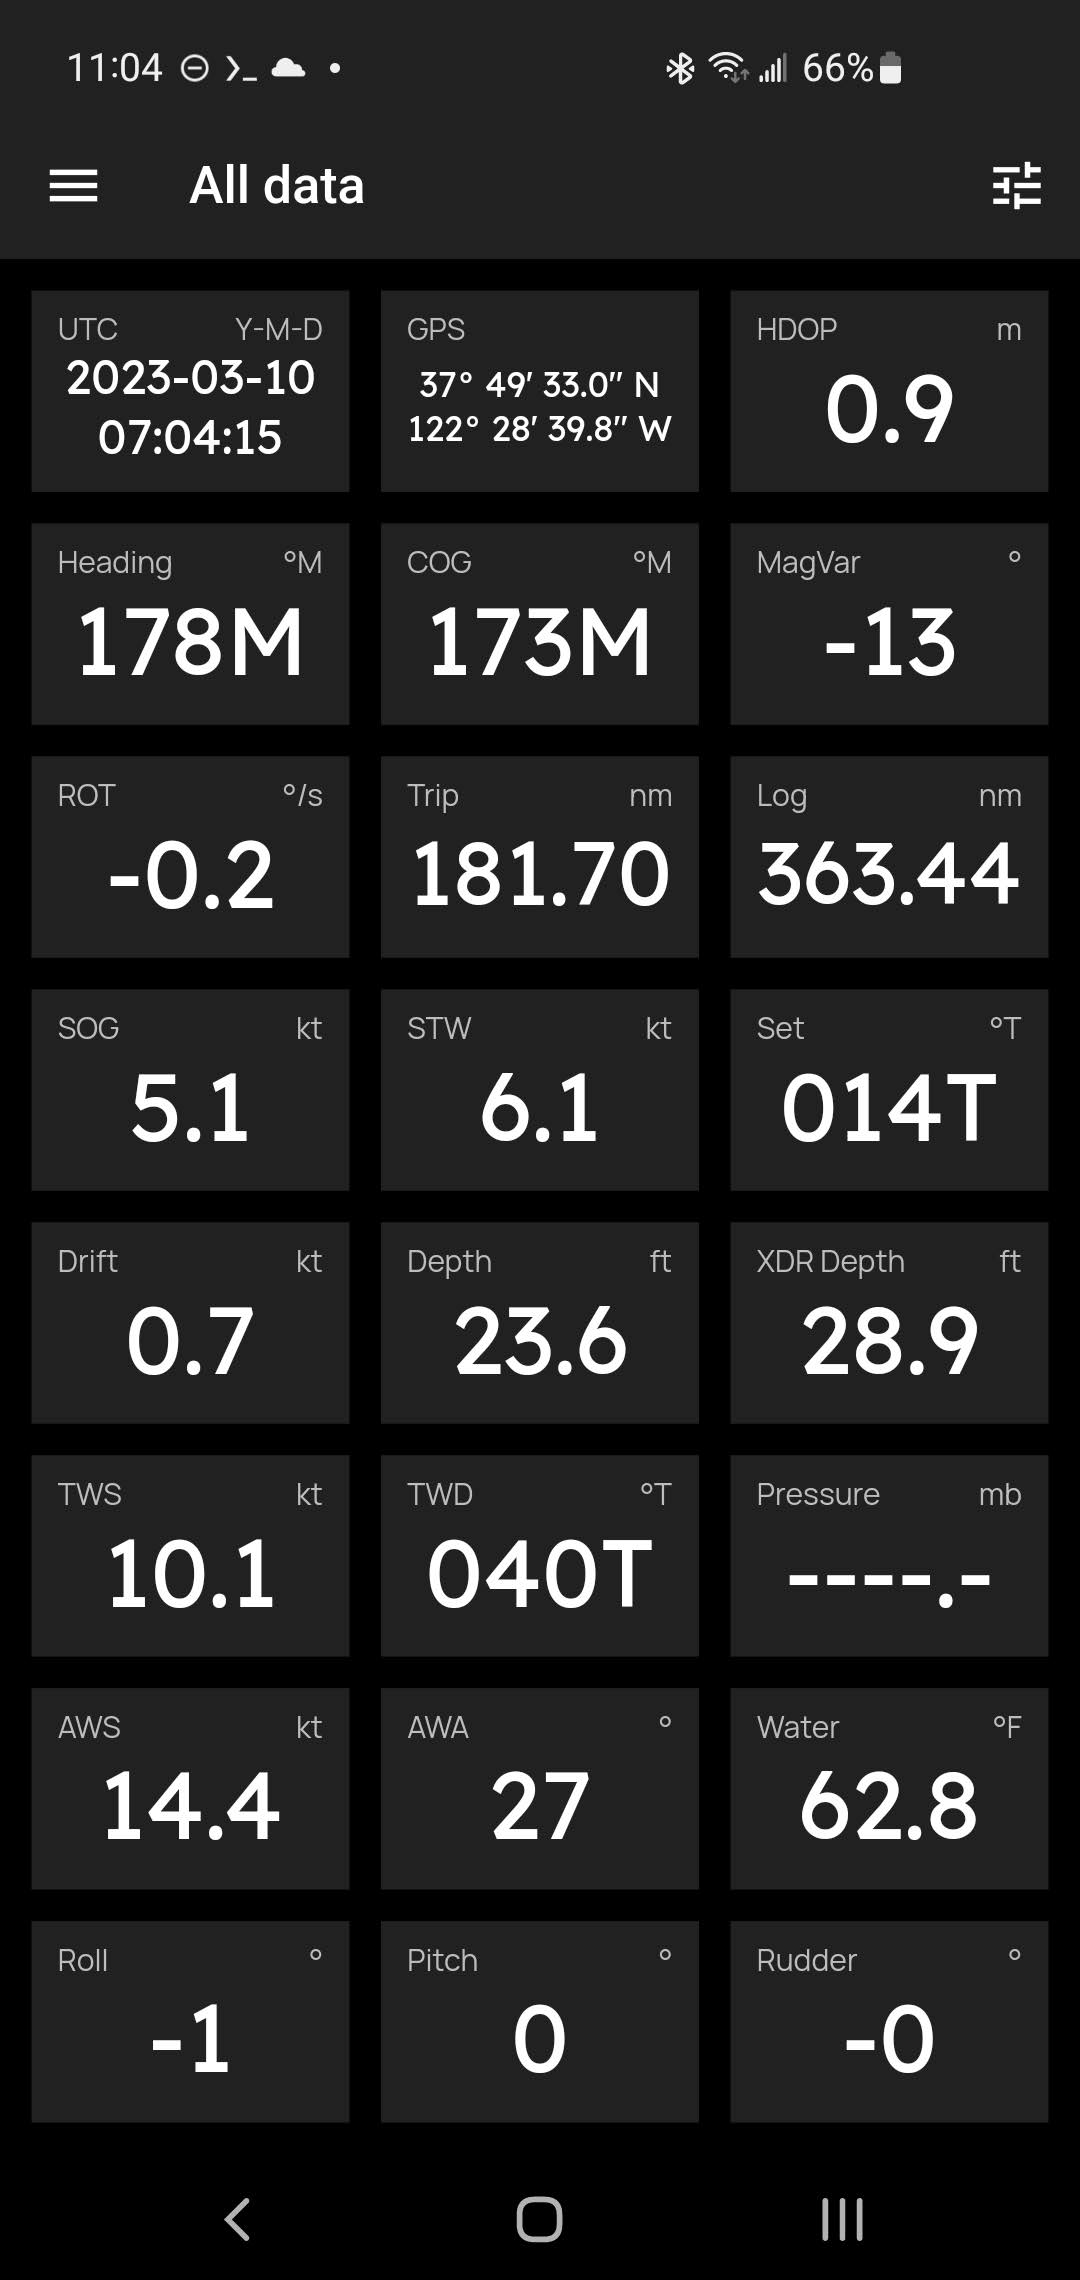 11:04 66%
All data
UTC Y-M-D
2023-03-10
07:04:15
GPS
37° 49′ 33.0″ N
122° 28′ 39.8″ W
HDOP m
0.9
Heading °M
178M
COG °M
173M
MagVar °
-13
ROT °/s
-0.2
Trip nm
181.70
Log nm
363.44
SOG kt
5.1
STW kt
6.1
Set °T
014T
Drift kt
0.7
Depth ft
23.6
XDR Depth ft
28.9
TWS kt
10.1
TWD °T
040T
Pressure mb
----.-
AWS kt
14.4
AWA °
27
Water °F
62.8
Roll °
-1
Pitch °
0
Rudder °
-0